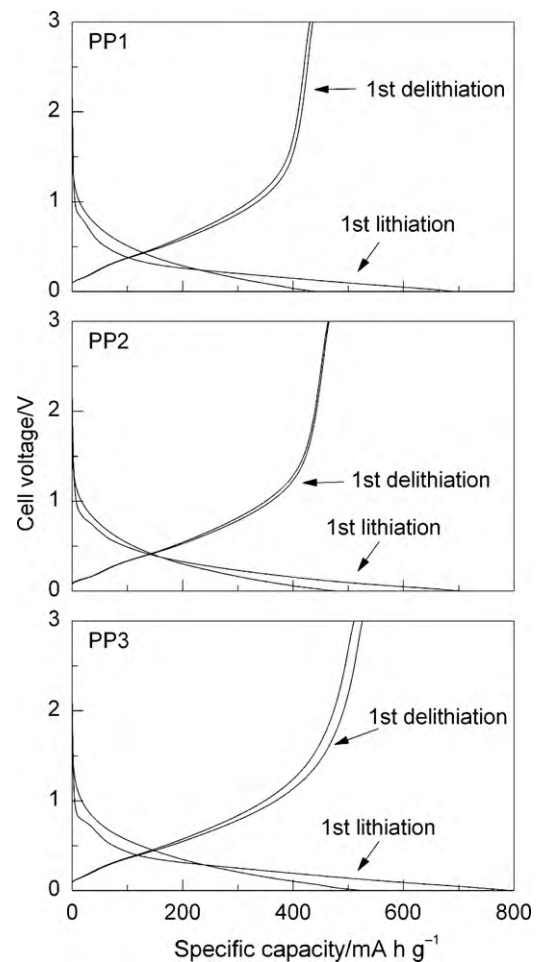 3
PP1
1st delithiation
2
1
1st lithiation
0
3
PP2
2
Cell voltage/V
1st delithiation
1
1st lithiation
0
3
PP3
2
1st delithiation
1
1st lithiation
0
0 200 400 600 800
Specific capacity/mA h g⁻¹